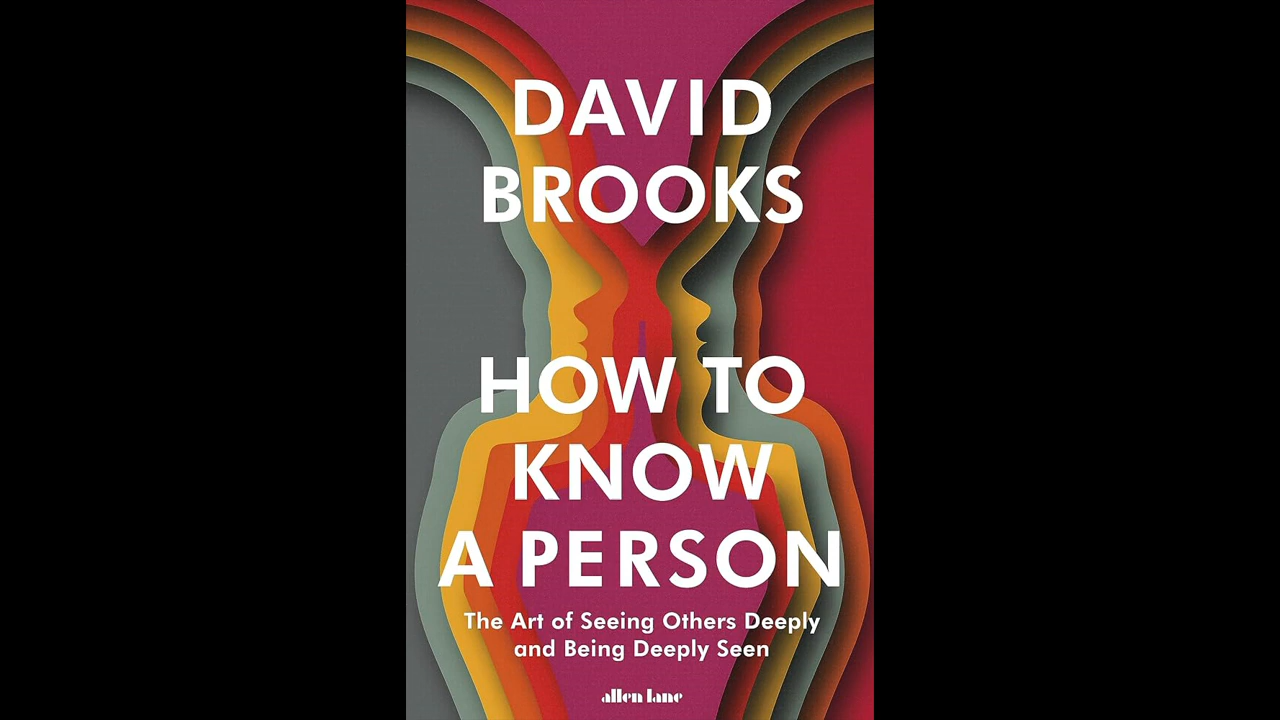 DAVID
BROOKS
HOW TO
KNOW
A PERSON
The Art of Seeing Others Deeply
and Being Deeply Seen
allen lane